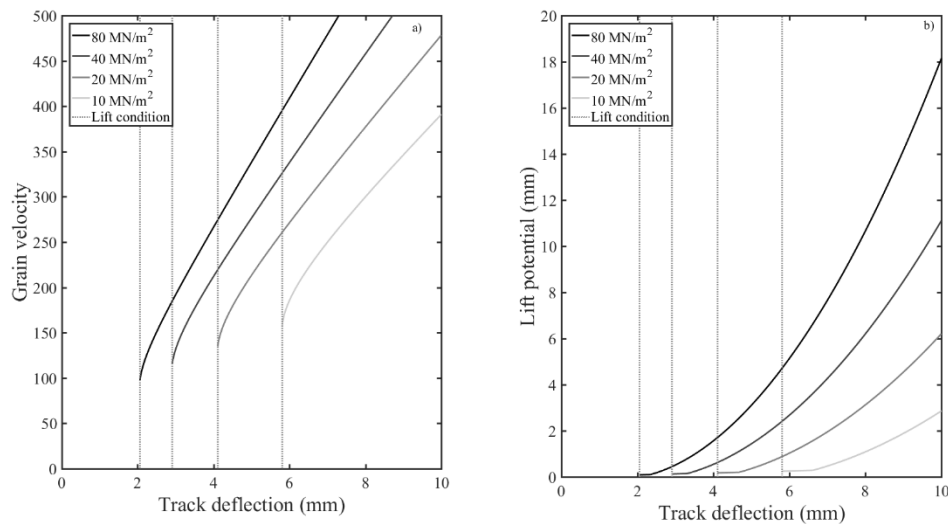 500
450
400
350
300
250
200
150
100
50
0
Grain velocity
80 MN/m²
40 MN/m²
20 MN/m²
10 MN/m²
Lift condition
a)
0 2 4 6 8 10
Track deflection (mm)
20
18
16
14
12
10
8
6
4
2
0
Lift potential (mm)
80 MN/m²
40 MN/m²
20 MN/m²
10 MN/m²
Lift condition
b)
0 2 4 6 8 10
Track deflection (mm)